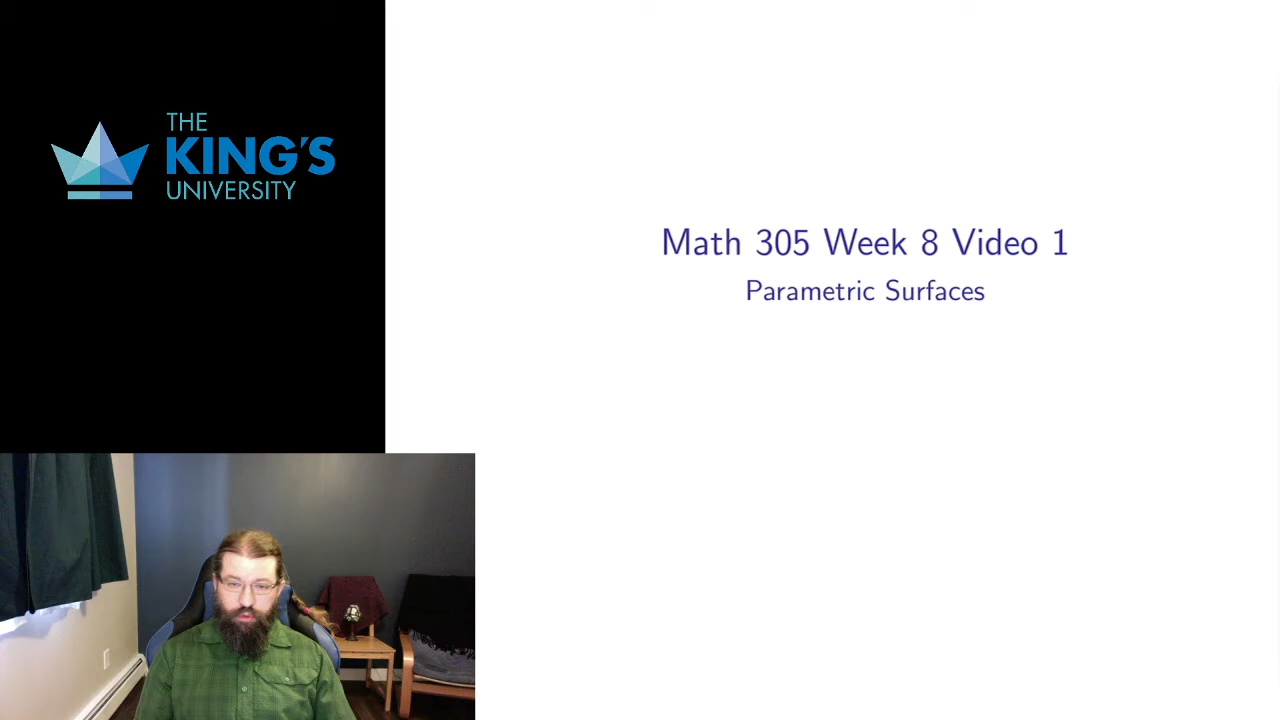 THE
KING'S
UNIVERSITY
Math 305 Week 8 Video 1
Parametric Surfaces